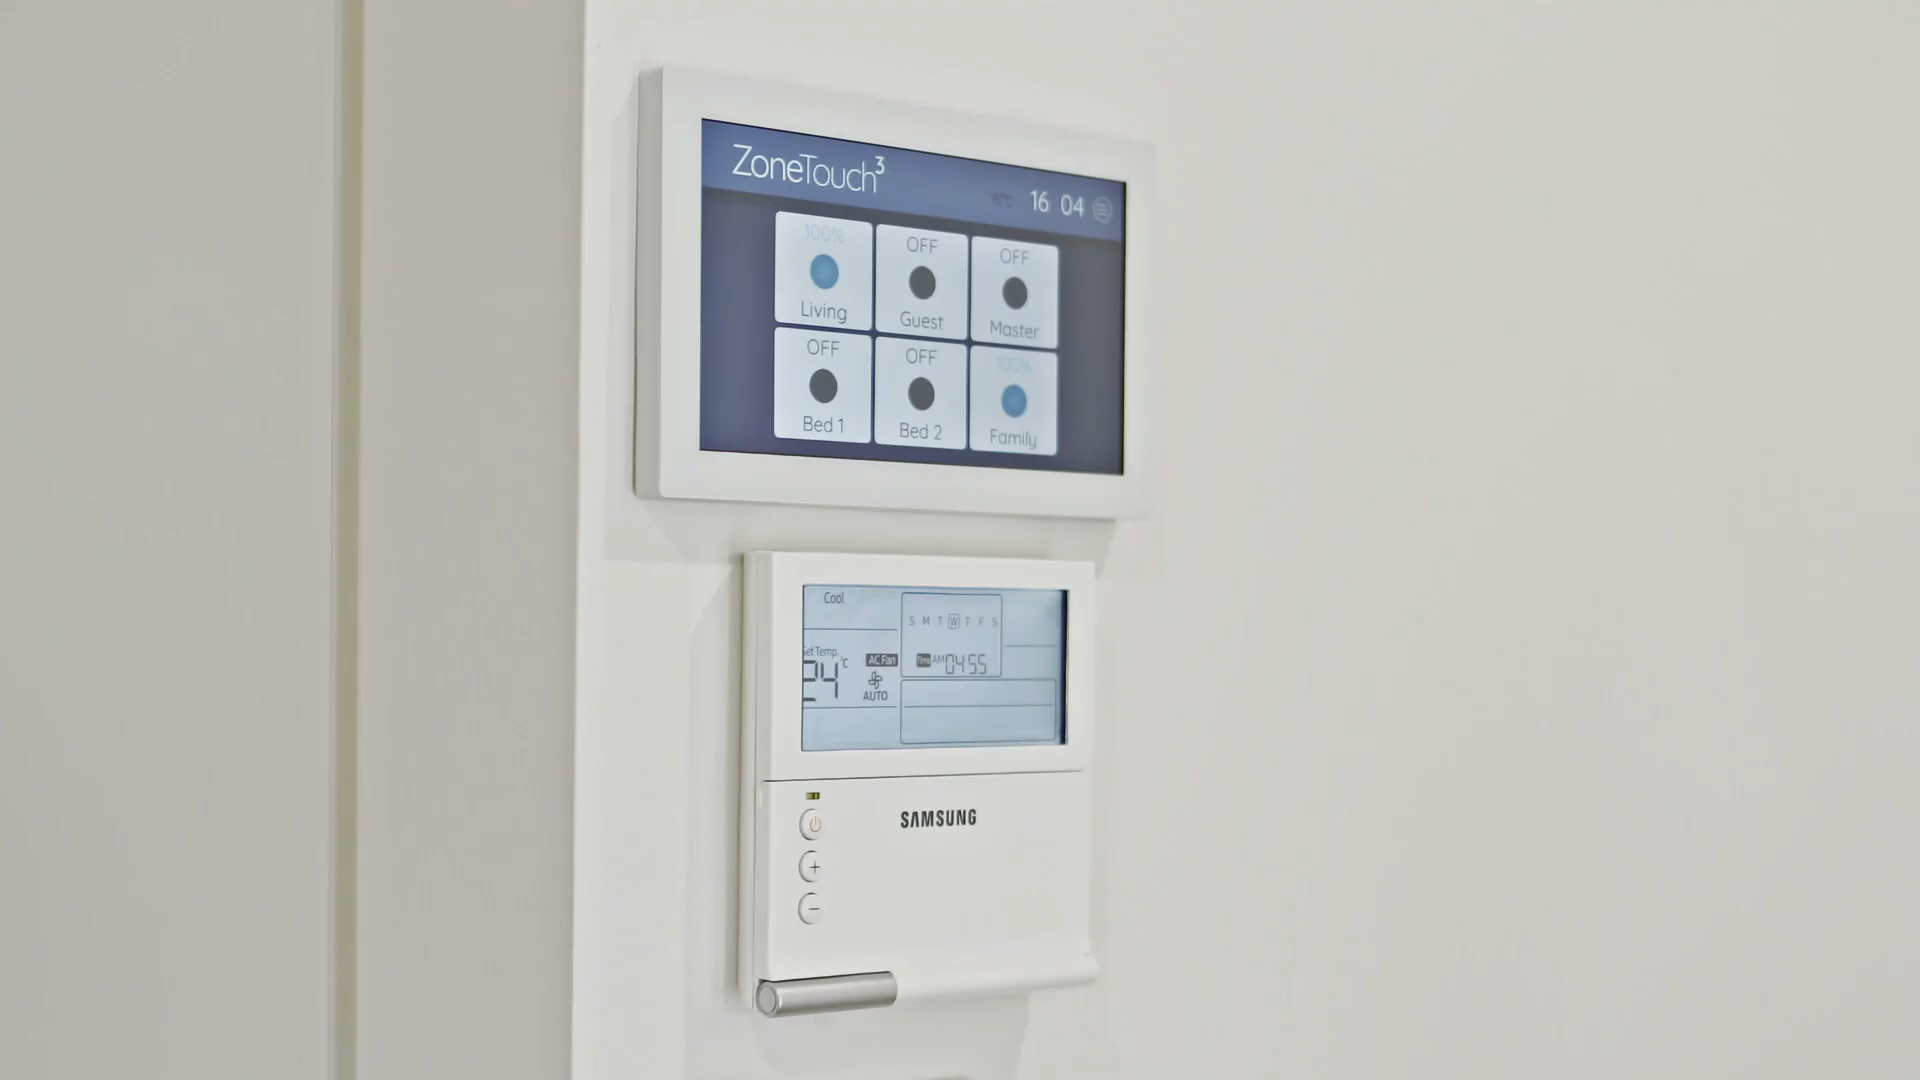 ZoneTouch³
16 04
100% OFF OFF
Living Guest Master
OFF OFF 100%
Bed 1 Bed 2 Family
Cool
S M T W T F S
Set Temp.
24 °C AC Fan Time AM 04 55
AUTO
SAMSUNG